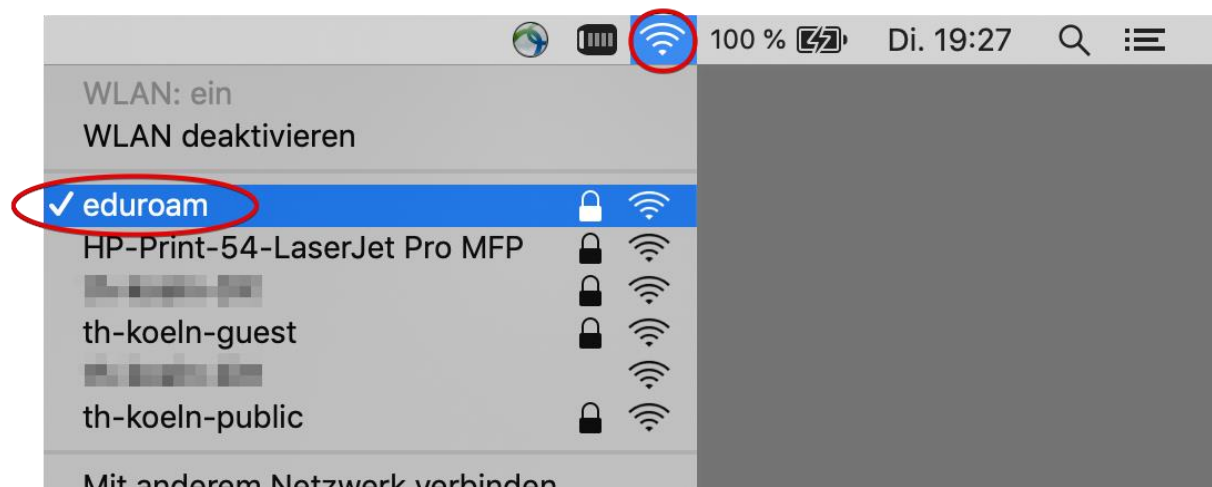 100 % Di. 19:27
WLAN: ein
WLAN deaktivieren
✓ eduroam
HP-Print-54-LaserJet Pro MFP
th-koeln-guest
th-koeln-public
Mit anderem Netzwerk verbinden